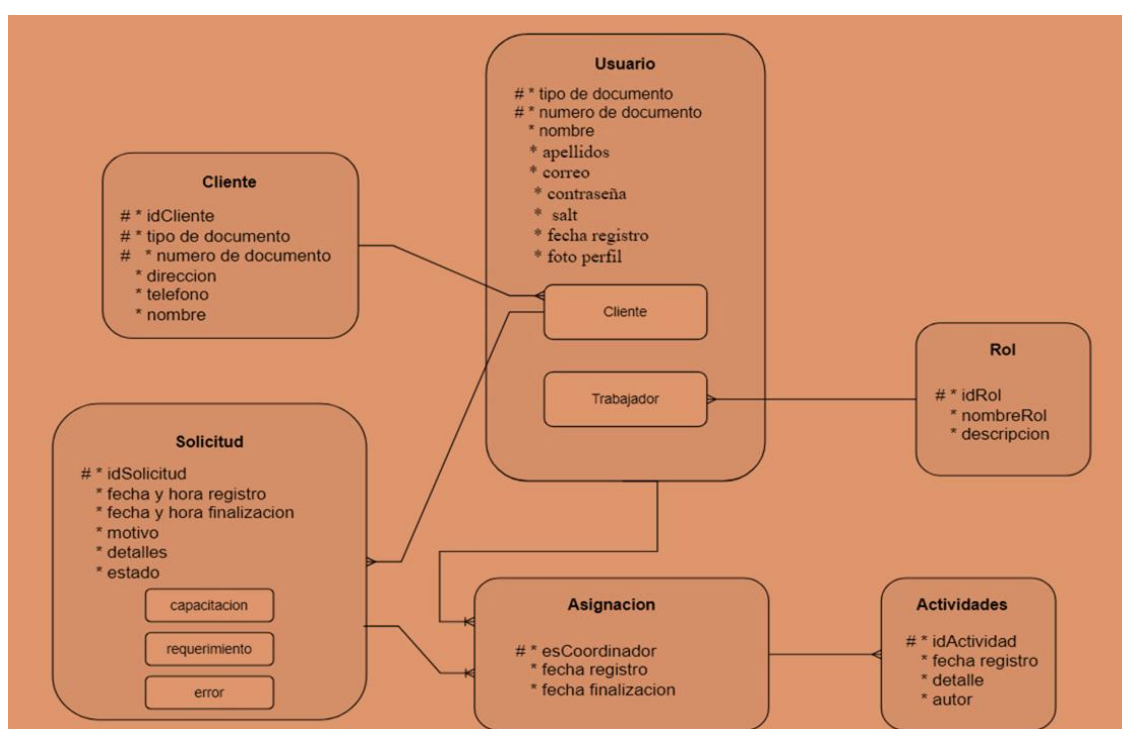 Usuario
# * tipo de documento
# * numero de documento
* nombre
* apellidos
* correo
* contraseña
* salt
* fecha registro
* foto perfil
Cliente
Trabajador
Cliente
# * idCliente
# * tipo de documento
# * numero de documento
* direccion
* telefono
* nombre
Rol
# * idRol
* nombreRol
* descripcion
Solicitud
# * idSolicitud
* fecha y hora registro
* fecha y hora finalizacion
* motivo
* detalles
* estado
capacitacion
requerimiento
error
Asignacion
# * esCoordinador
* fecha registro
* fecha finalizacion
Actividades
# * idActividad
* fecha registro
* detalle
* autor